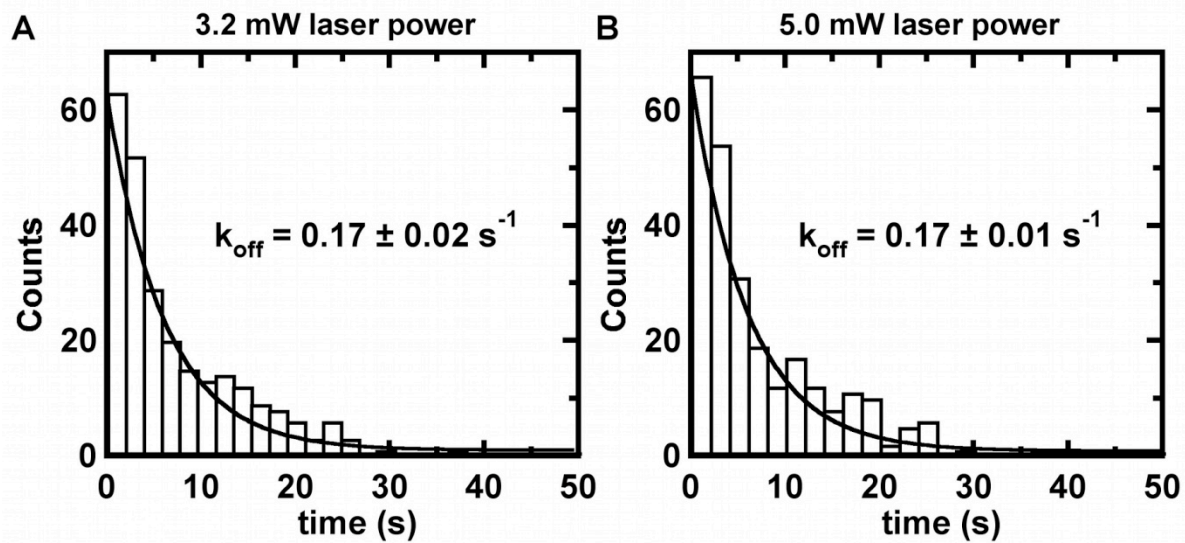 A
3.2 mW laser power
60
40
20
0
Counts
k_off = 0.17 ± 0.02 s^-1
0 10 20 30 40 50
time (s)
B
5.0 mW laser power
60
40
20
0
Counts
k_off = 0.17 ± 0.01 s^-1
0 10 20 30 40 50
time (s)